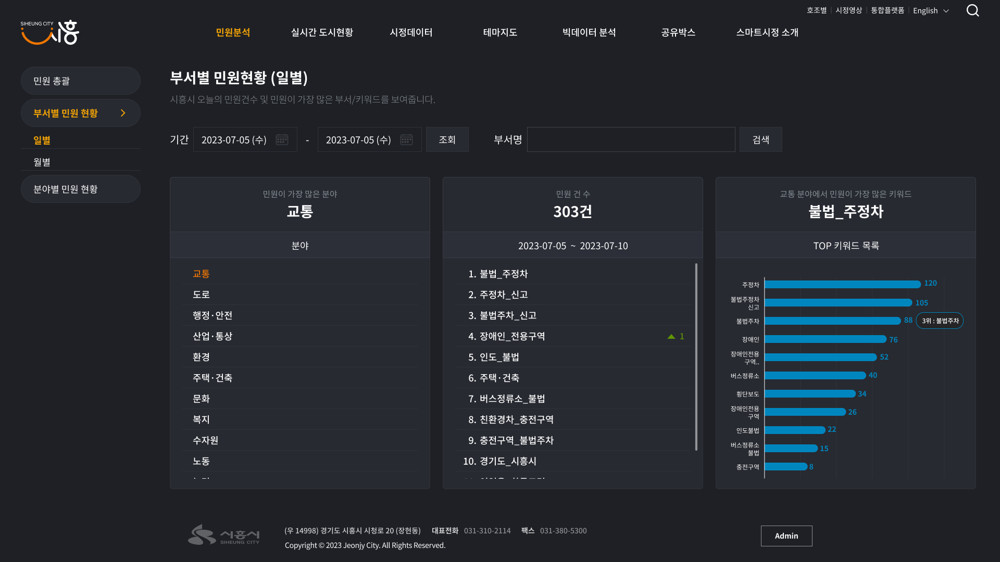 호조별
시정영상
통합플랫폼
English
SIHEUNG CITY
시흥
민원분석
실시간 도시현황
시정데이터
테마지도
빅데이터 분석
공유박스
스마트시정 소개
민원 총괄
부서별 민원 현황
일별
월별
분야별 민원 현황
부서별 민원현황 (일별)
시흥시 오늘의 민원건수 및 민원이 가장 많은 부서/키워드를 보여줍니다.
기간
2023-07-05 (수)
-
2023-07-05 (수)
조회
부서명
검색
민원이 가장 많은 분야
교통
분야
교통
도로
행정·안전
산업·통상
환경
주택·건축
문화
복지
수자원
노동
민원 건 수
303건
2023-07-05 ~ 2023-07-10
1. 불법_주정차
2. 주정차_신고
3. 불법주차_신고
4. 장애인_전용구역
1
5. 인도_불법
6. 주택·건축
7. 버스정류소_불법
8. 친환경차_충전구역
9. 충전구역_불법주차
10. 경기도_시흥시
교통 분야에서 민원이 가장 많은 키워드
불법_주정차
TOP 키워드 목록
주정차
120
불법주정차
신고
105
불법주차
88
3위 : 불법주차
장애인
76
장애인전용
구역..
52
버스정류소
40
횡단보도
34
장애인전용
구역
26
인도불법
22
버스정류소
불법
15
충전구역
8
시흥시
SIHEUNG CITY
(우 14998) 경기도 시흥시 시청로 20 (장현동)
대표전화 031-310-2114
팩스 031-380-5300
Copyright © 2023 Jeonjy City. All Rights Reserved.
Admin